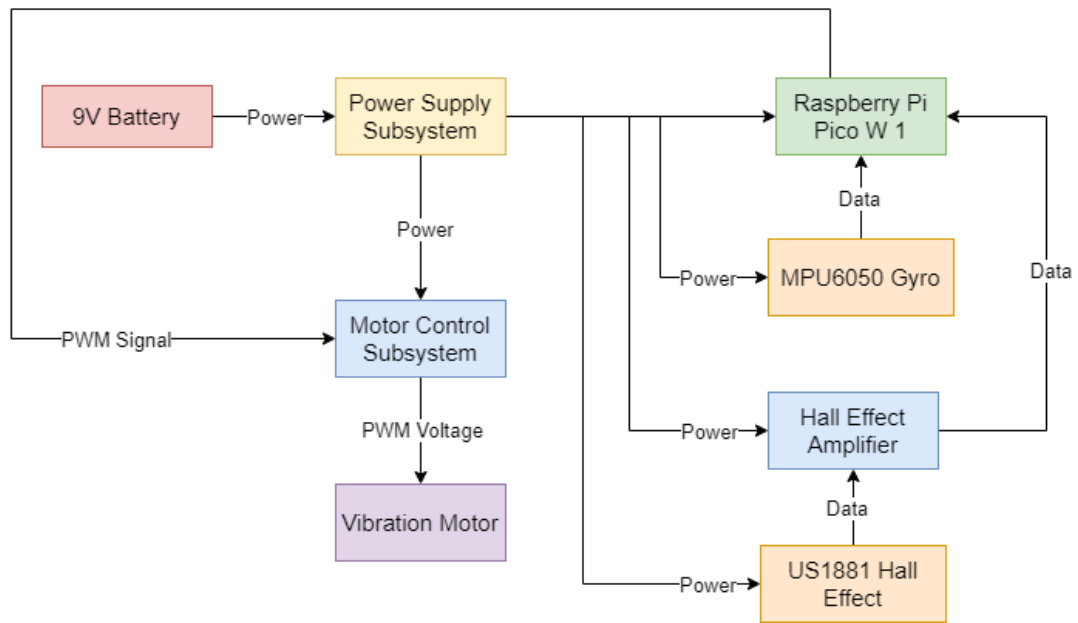 9V Battery
Power
Power Supply
Subsystem
Raspberry Pi
Pico W 1
Data
Power
Power
MPU6050 Gyro
Data
PWM Signal
Motor Control
Subsystem
PWM Voltage
Power
Hall Effect
Amplifier
Data
Vibration Motor
Power
US1881 Hall
Effect